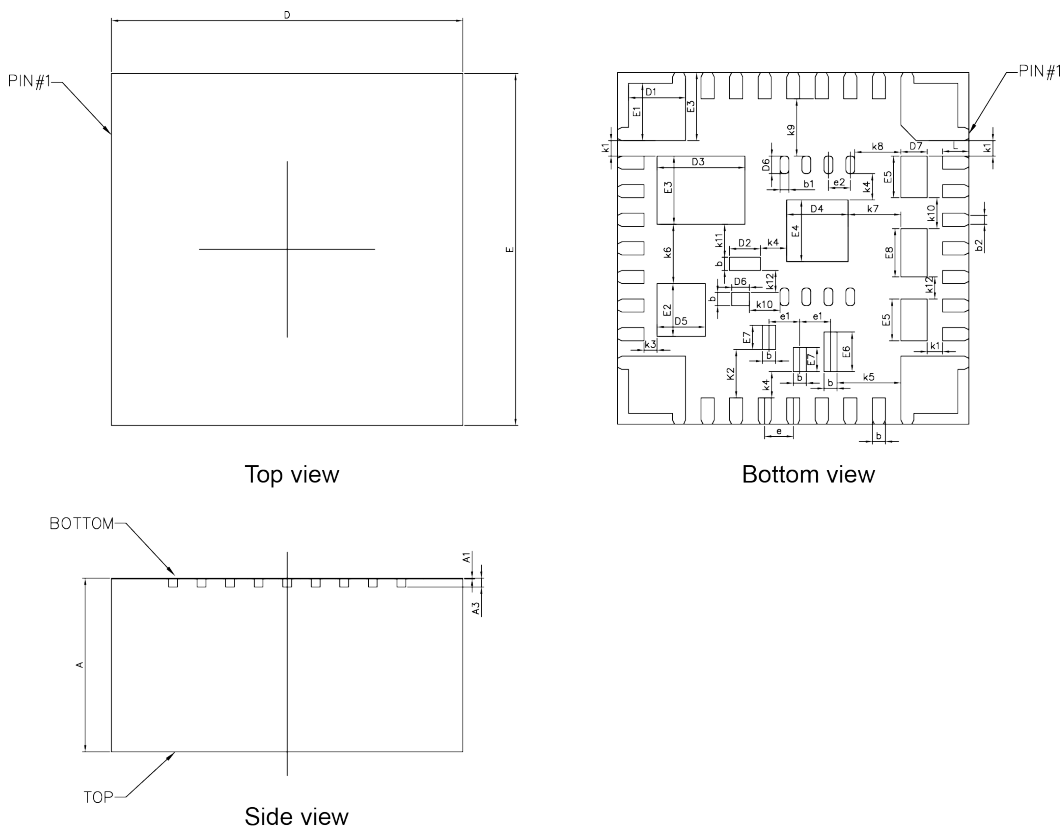 D
PIN#1
E
Top view
PIN#1
D1
E1
E3
k9
k1
k8
D7
L
k1
D3
D6
b1
e2
k4
E5
E3
D4
k7
E4
k10
b2
k11
D2
k4
b
E8
k6
D6
k12
k12
b
k10
E2
D5
e1
e1
E5
k3
E7
b
E7
E6
k1
K2
k4
b
b
k5
e
b
Bottom view
BOTTOM
A1
A3
A
TOP
Side view